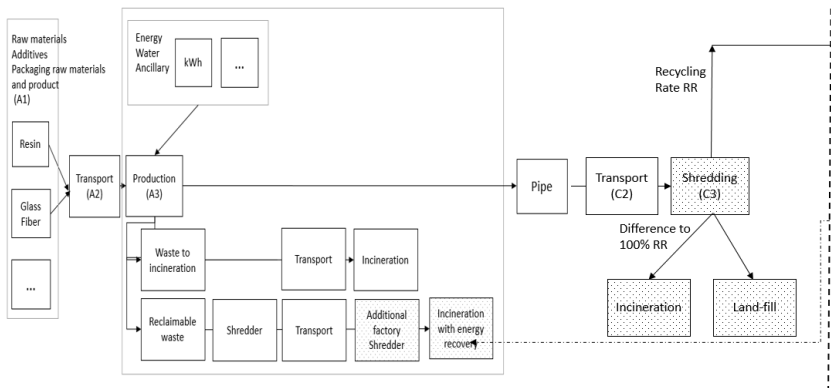 Raw materials
Additives
Packaging raw materials
and product
(A1)
Resin
Glass
Fiber
...
Transport
(A2)
Energy
Water
Ancillary
kWh
...
Production
(A3)
Waste to
incineration
Transport
Incineration
Reclaimable
waste
Shredder
Transport
Additional
factory
Shredder
Incineration
with energy
recovery
Pipe
Transport
(C2)
Shredding
(C3)
Recycling
Rate RR
Difference to
100% RR
Incineration
Land-fill